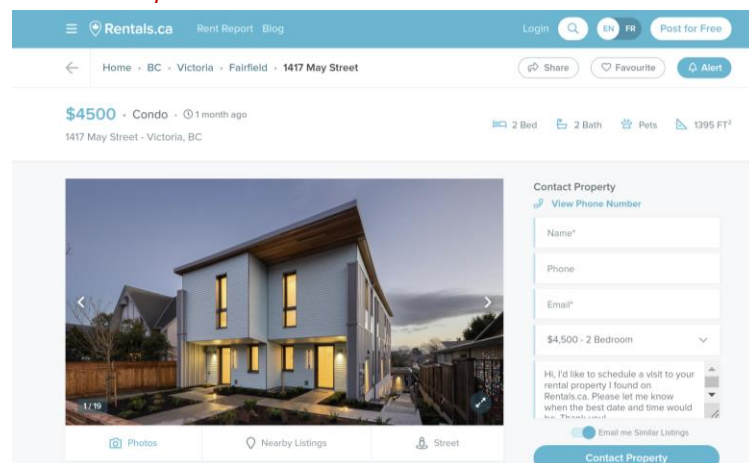 Rentals.ca Rent Report Blog Login EN FR Post for Free
Home • BC • Victoria • Fairfield • 1417 May Street Share Favourite Alert
$4500 • Condo • 1 month ago
1417 May Street - Victoria, BC
2 Bed 2 Bath Pets 1395 FT²
Contact Property
View Phone Number
Name*
Phone
Email*
$4,500 - 2 Bedroom
Hi, I'd like to schedule a visit to your
rental property I found on
Rentals.ca. Please let me know
when the best date and time would
be. Thank you!
1/19
Email me Similar Listings
Photos Nearby Listings Street
Contact Property